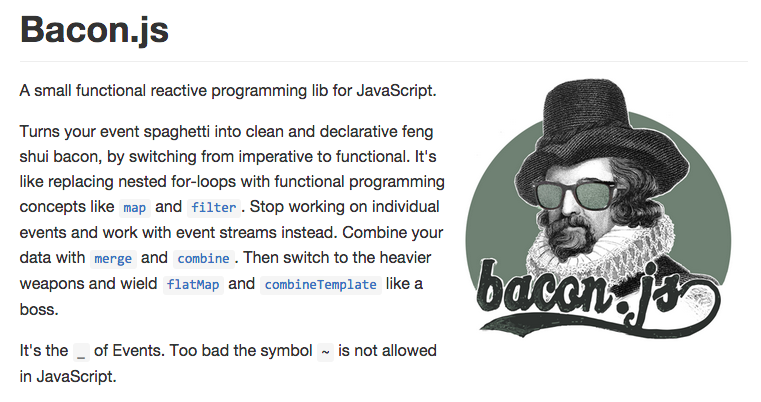 Bacon.js
A small functional reactive programming lib for JavaScript.
Turns your event spaghetti into clean and declarative feng
shui bacon, by switching from imperative to functional. It's
like replacing nested for-loops with functional programming
concepts like map and filter. Stop working on individual
events and work with event streams instead. Combine your
data with merge and combine. Then switch to the heavier
weapons and wield flatMap and combineTemplate like a
boss.
It's the _ of Events. Too bad the symbol ~ is not allowed
in JavaScript.
bacon.js